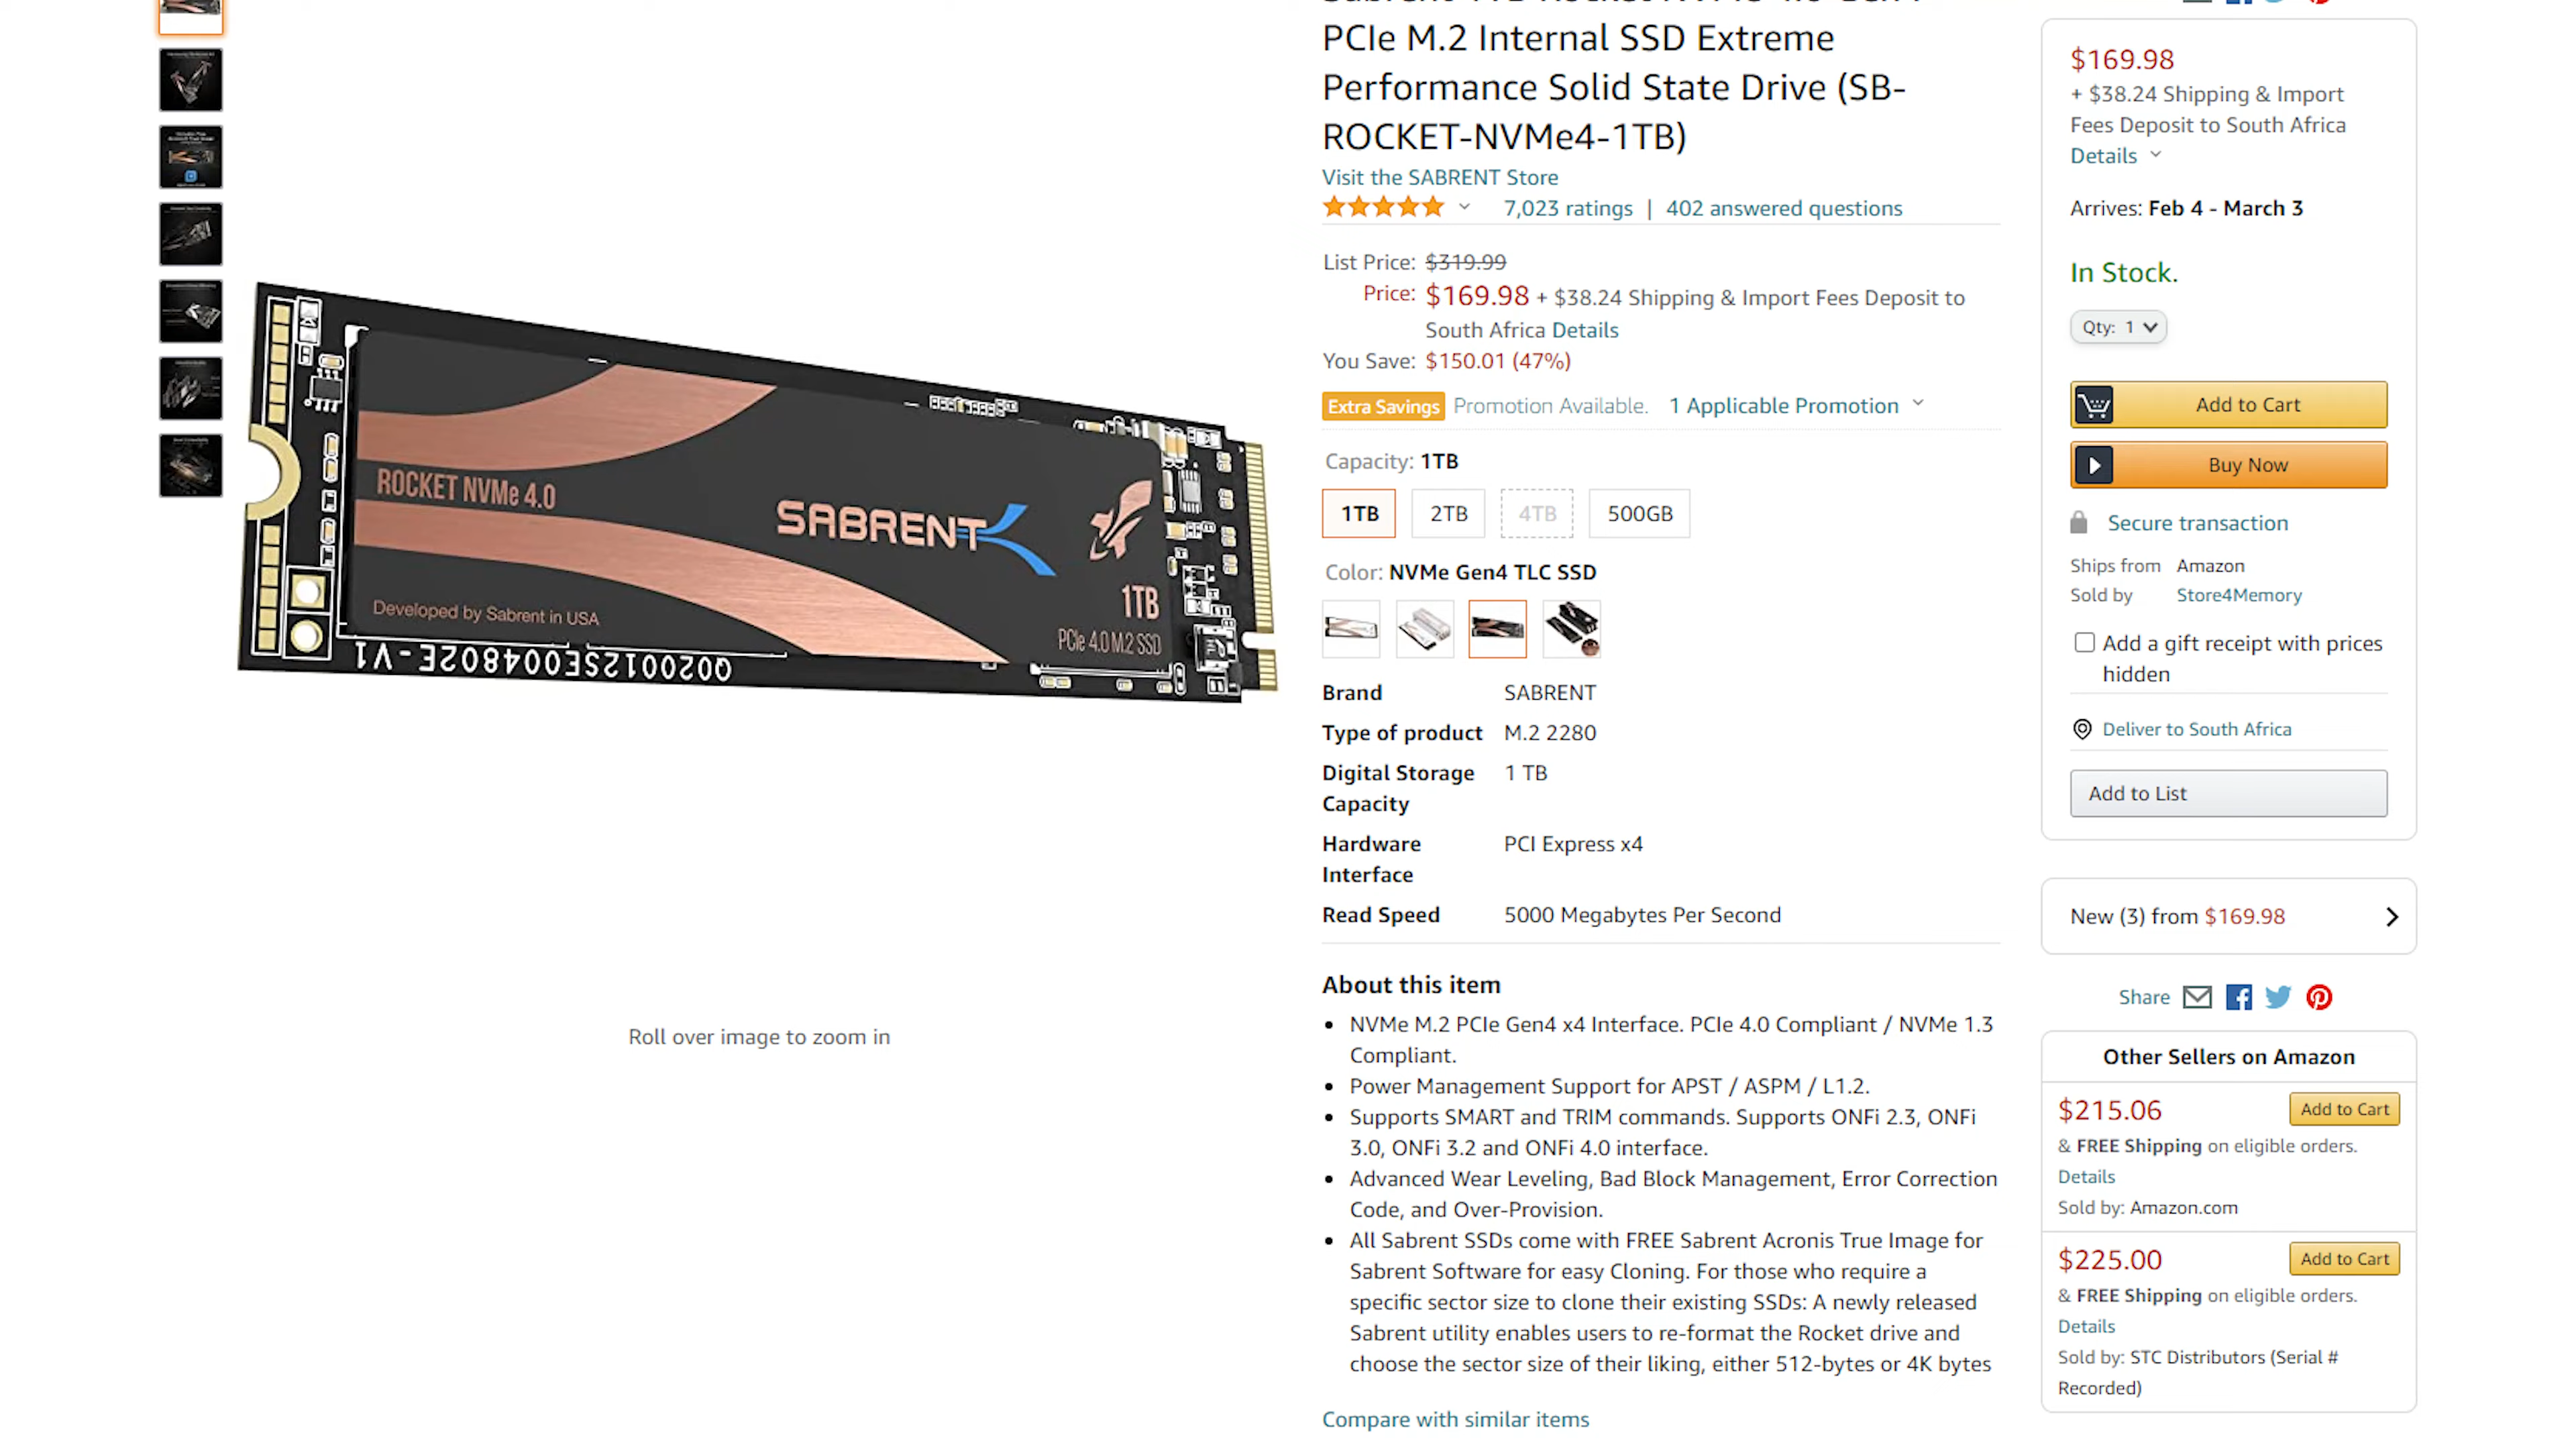 PCIe M.2 Internal SSD Extreme
Performance Solid State Drive (SB-
ROCKET-NVMe4-1TB)
Visit the SABRENT Store
7,023 ratings | 402 answered questions
List Price: $319.99
Price: $169.98 + $38.24 Shipping & Import Fees Deposit to
South Africa Details
You Save: $150.01 (47%)
Extra Savings Promotion Available. 1 Applicable Promotion
Capacity: 1TB
1TB 2TB 4TB 500GB
Color: NVMe Gen4 TLC SSD
Brand SABRENT
Type of product M.2 2280
Digital Storage 1 TB
Capacity
Hardware PCI Express x4
Interface
Read Speed 5000 Megabytes Per Second
About this item
• NVMe M.2 PCIe Gen4 x4 Interface. PCIe 4.0 Compliant / NVMe 1.3
Compliant.
• Power Management Support for APST / ASPM / L1.2.
• Supports SMART and TRIM commands. Supports ONFi 2.3, ONFi
3.0, ONFi 3.2 and ONFi 4.0 interface.
• Advanced Wear Leveling, Bad Block Management, Error Correction
Code, and Over-Provision.
• All Sabrent SSDs come with FREE Sabrent Acronis True Image for
Sabrent Software for easy Cloning. For those who require a
specific sector size to clone their existing SSDs: A newly released
Sabrent utility enables users to re-format the Rocket drive and
choose the sector size of their liking, either 512-bytes or 4K bytes
Compare with similar items
ROCKET NVMe 4.0
SABRENT
1TB
PCIe 4.0 M.2 SSD
Developed by Sabrent in USA
Q020012SE004802E-V1
Roll over image to zoom in
$169.98
+ $38.24 Shipping & Import
Fees Deposit to South Africa
Details
Arrives: Feb 4 - March 3
In Stock.
Qty: 1
Add to Cart
Buy Now
Secure transaction
Ships from Amazon
Sold by Store4Memory
Add a gift receipt with prices
hidden
Deliver to South Africa
Add to List
New (3) from $169.98
Share
Other Sellers on Amazon
$215.06 Add to Cart
& FREE Shipping on eligible orders.
Details
Sold by: Amazon.com
$225.00 Add to Cart
& FREE Shipping on eligible orders.
Details
Sold by: STC Distributors (Serial #
Recorded)